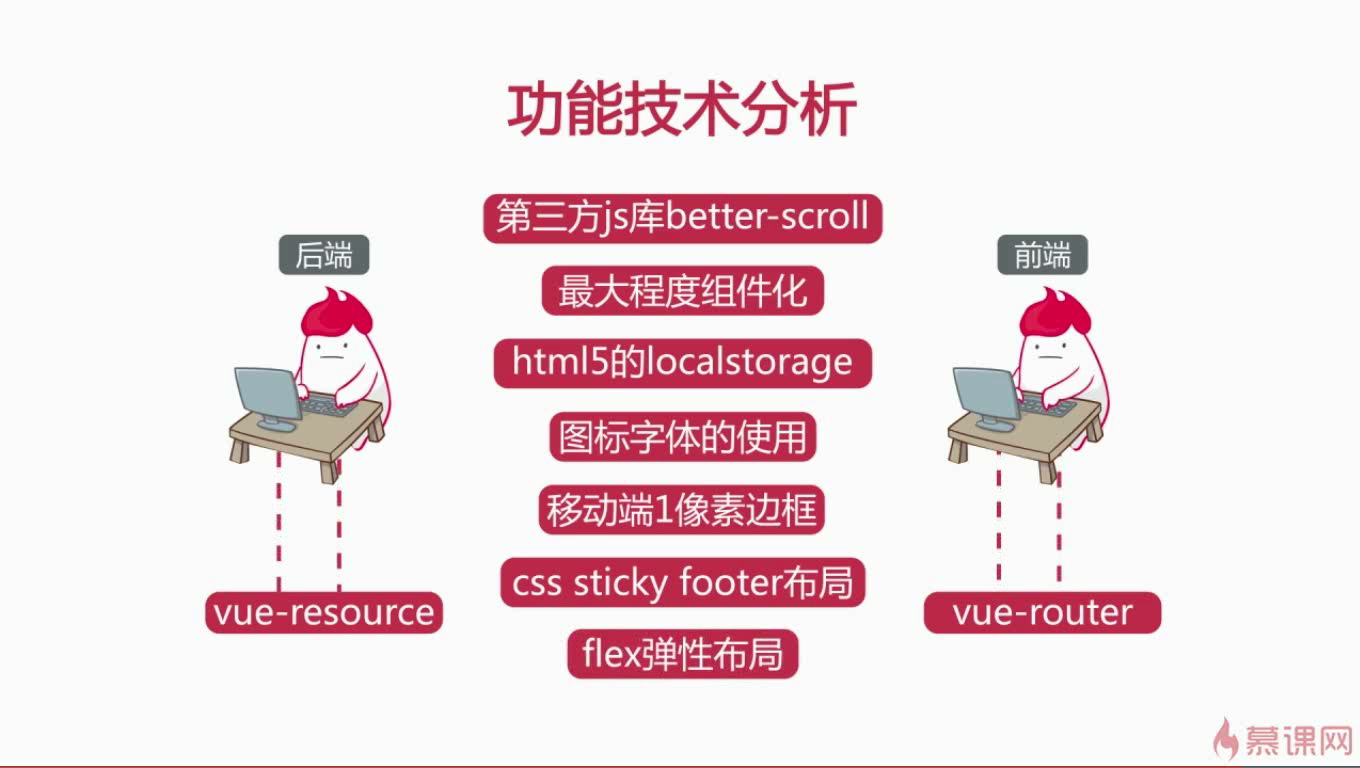 功能技术分析
第三方js库better-scroll
后端
前端
最大程度组件化
html5的localstorage
图标字体的使用
移动端1像素边框
css sticky footer布局
vue-resource
vue-router
flex弹性布局
慕课网